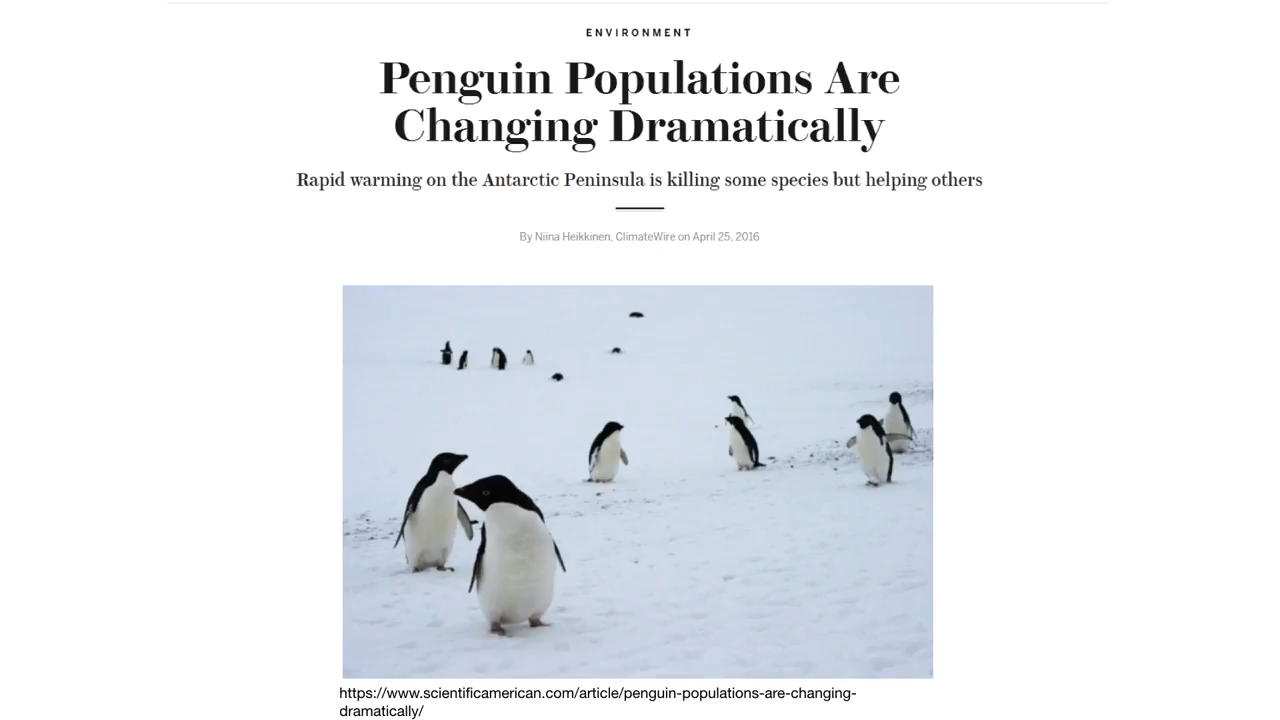 ENVIRONMENT
Penguin Populations Are
Changing Dramatically
Rapid warming on the Antarctic Peninsula is killing some species but helping others
By Niina Heikkinen, ClimateWire on April 25, 2016
https://www.scientificamerican.com/article/penguin-populations-are-changing-
dramatically/